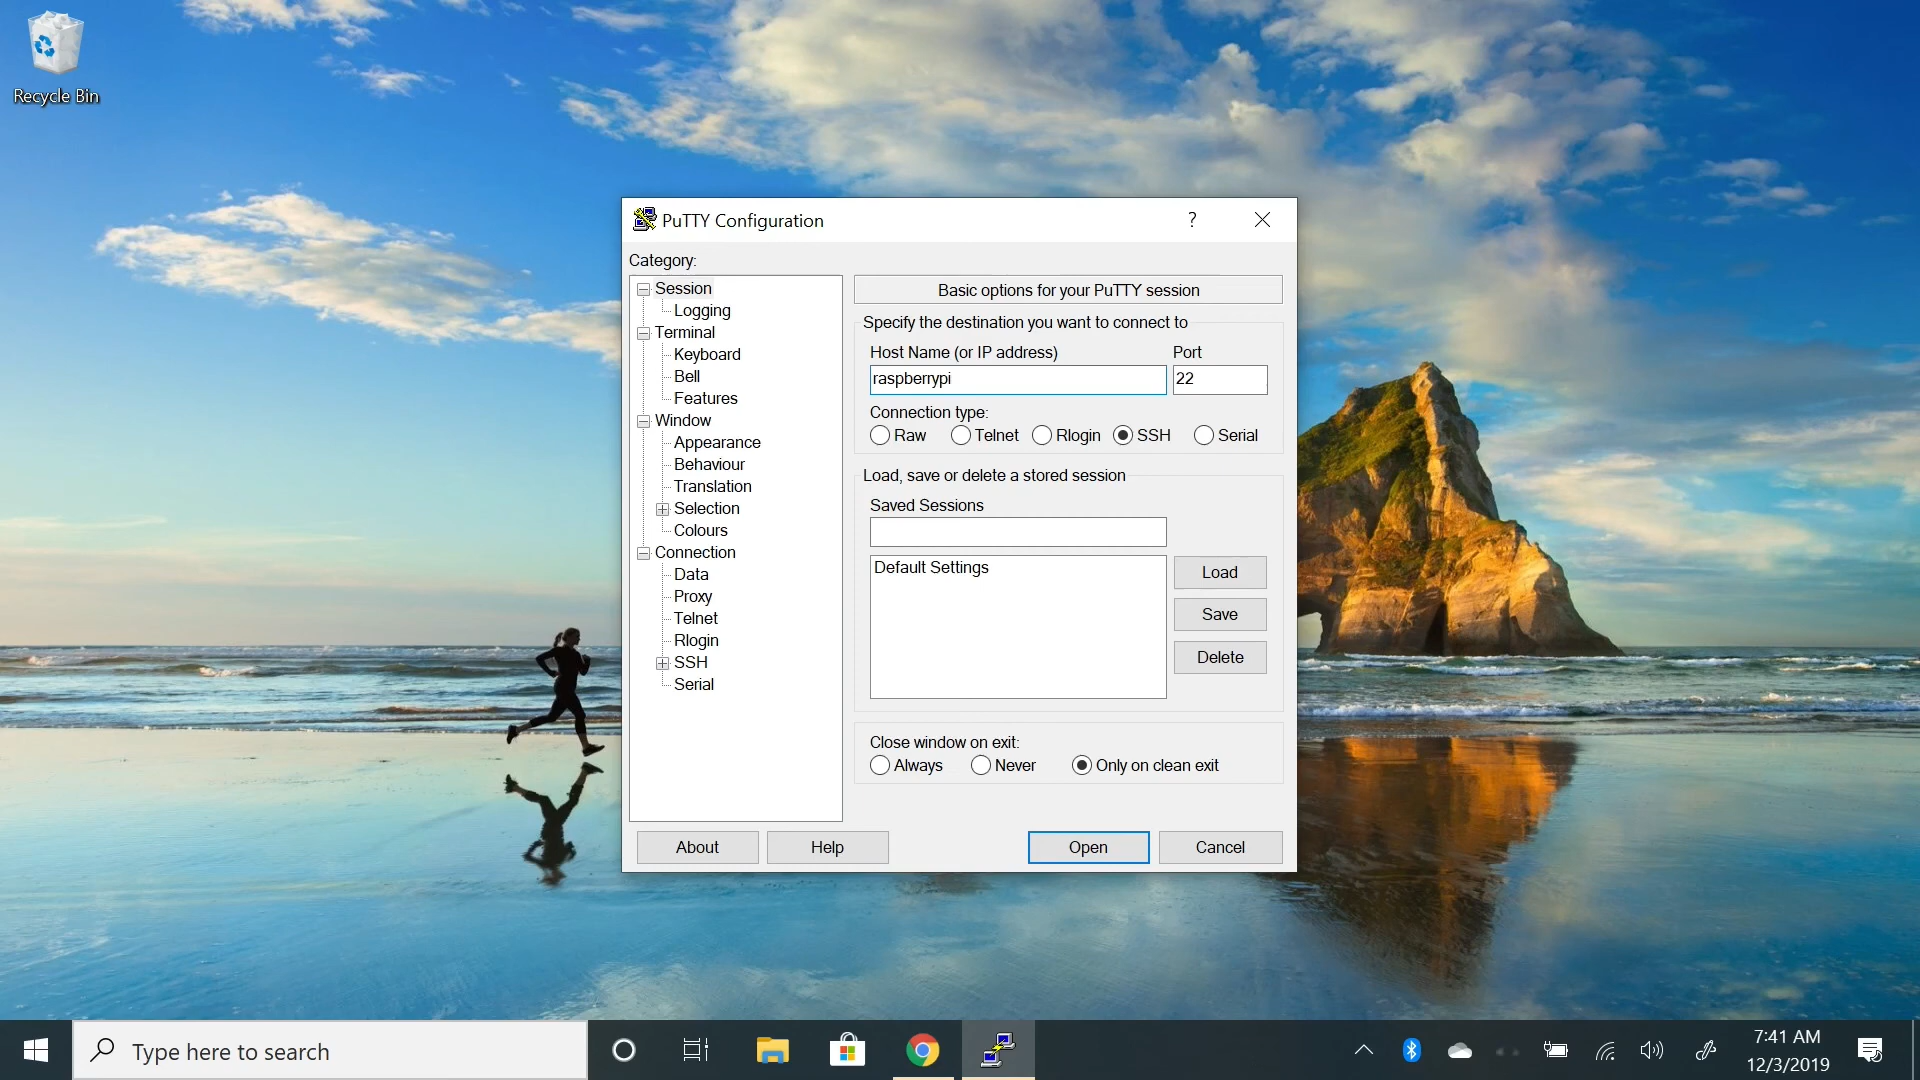 Recycle Bin
PuTTY Configuration
?
Category:
Session
Logging
Terminal
Keyboard
Bell
Features
Window
Appearance
Behaviour
Translation
Selection
Colours
Connection
Data
Proxy
Telnet
Rlogin
SSH
Serial
Basic options for your PuTTY session
Specify the destination you want to connect to
Host Name (or IP address) Port
raspberrypi 22
Connection type:
Raw Telnet Rlogin SSH Serial
Load, save or delete a stored session
Saved Sessions
Default Settings
Load
Save
Delete
Close window on exit:
Always Never Only on clean exit
About Help Open Cancel
Type here to search
7:41 AM
12/3/2019